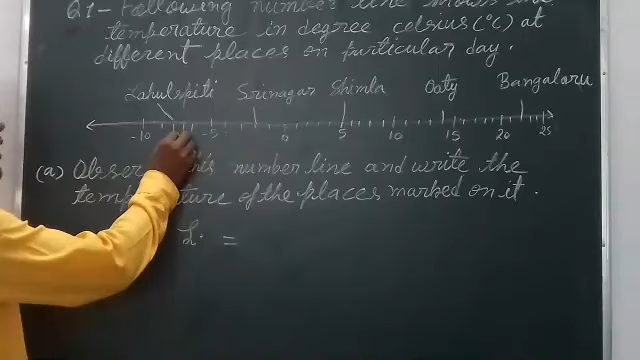 Q.1- Following number line shows the
temperature in degree celsius (°C) at
different places on particular day.
Lahulspiti Srinagar Shimla Ooty Bangaloru
-10 -5 0 5 10 15 20 25
(a) Observe this number line and write the
temperature of the places marked on it.
L. =